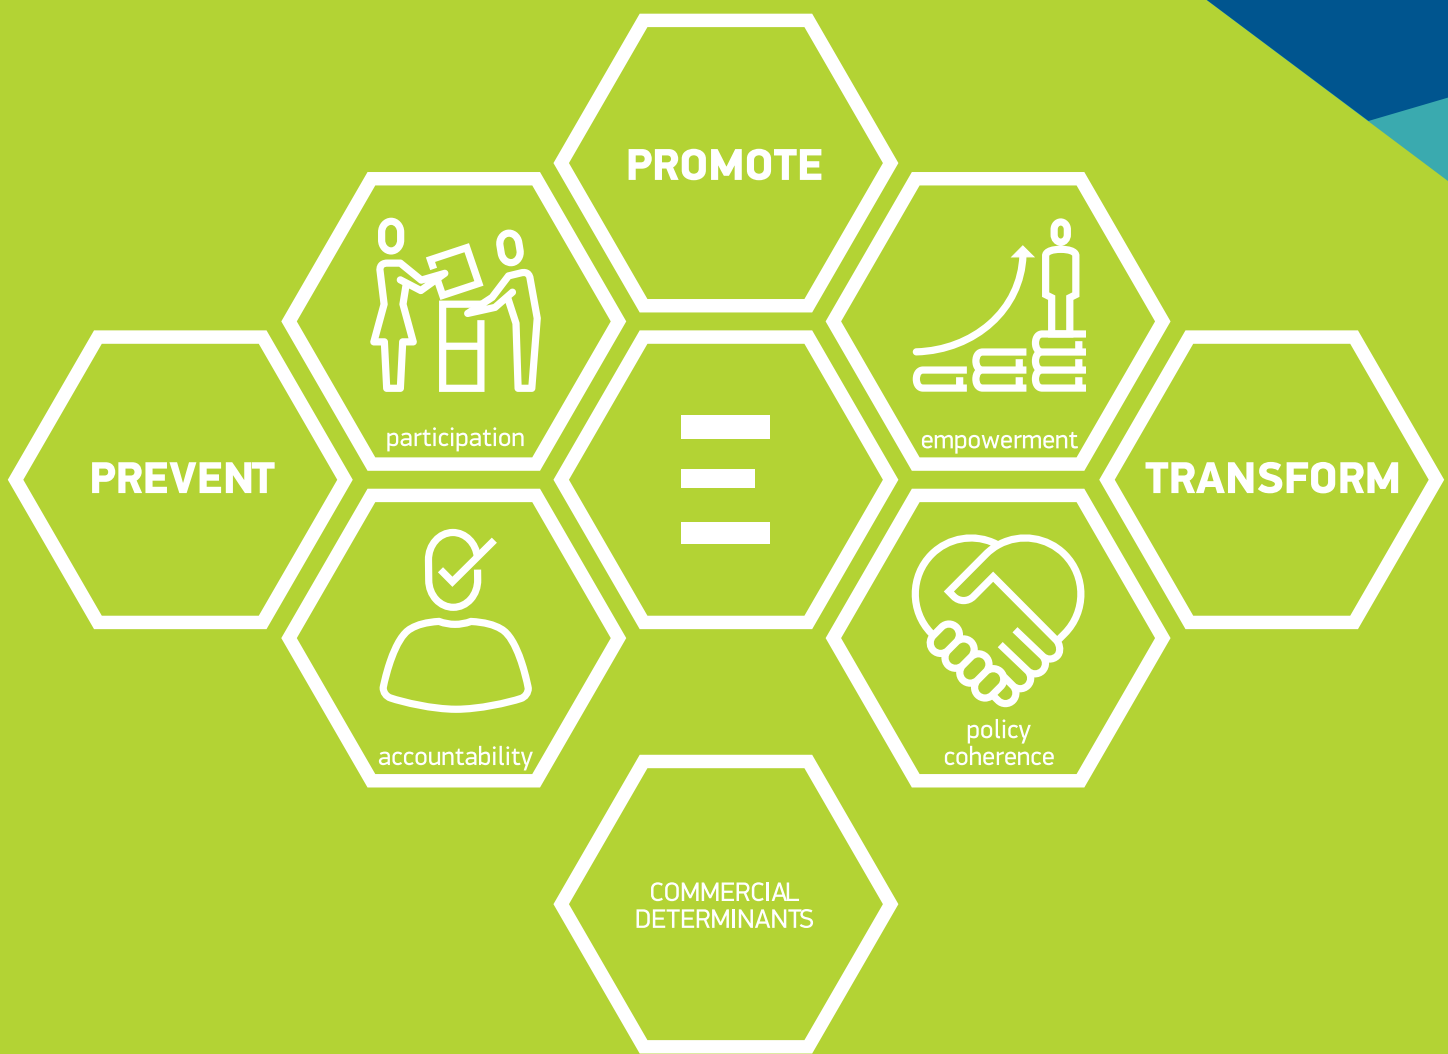 PROMOTE
participation
empowerment
PREVENT
TRANSFORM
accountability
policy
coherence
COMMERCIAL
DETERMINANTS